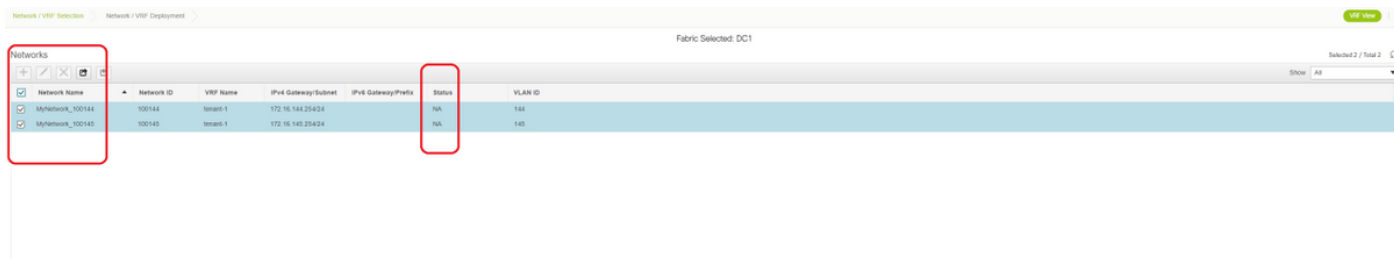 Network / VRF Selection Network / VRF Deployment VRF View
Fabric Selected: DC1
Networks Selected 2 / Total 2
Show All
Network Name Network ID VRF Name IPv4 Gateway/Subnet IPv6 Gateway/Prefix Status VLAN ID
MyNetwork_100144 100144 tenant-1 172.16.144.254/24 NA 144
MyNetwork_100145 100145 tenant-1 172.16.145.254/24 NA 145